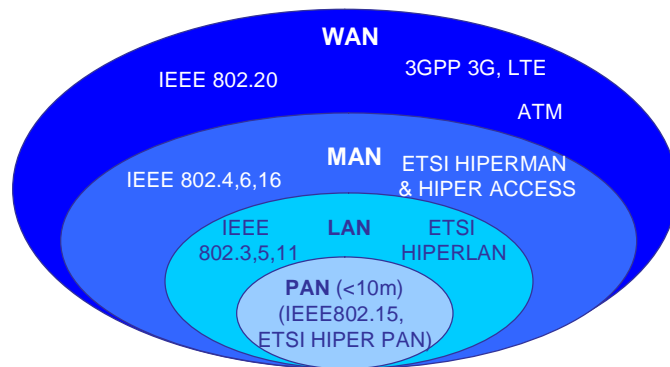 WAN
IEEE 802.20
3GPP 3G, LTE
ATM
MAN
IEEE 802.4,6,16
ETSI HIPERMAN
& HIPER ACCESS
IEEE
802.3,5,11
LAN
ETSI
HIPERLAN
PAN (<10m)
(IEEE802.15,
ETSI HIPER PAN)